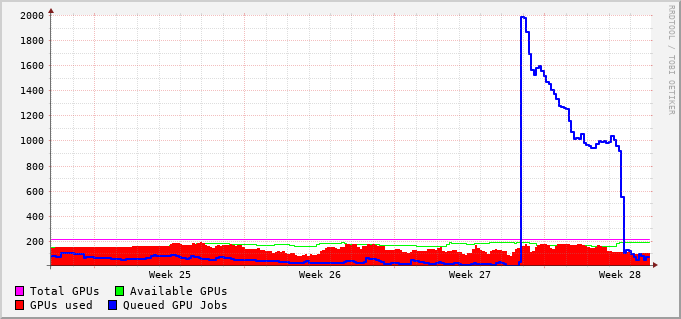 2000
1800
1600
1400
1200
1000
800
600
400
200
Week 25 Week 26 Week 27 Week 28
Total GPUs Available GPUs
GPUs used Queued GPU Jobs
RRDTOOL / TOBI OETIKER